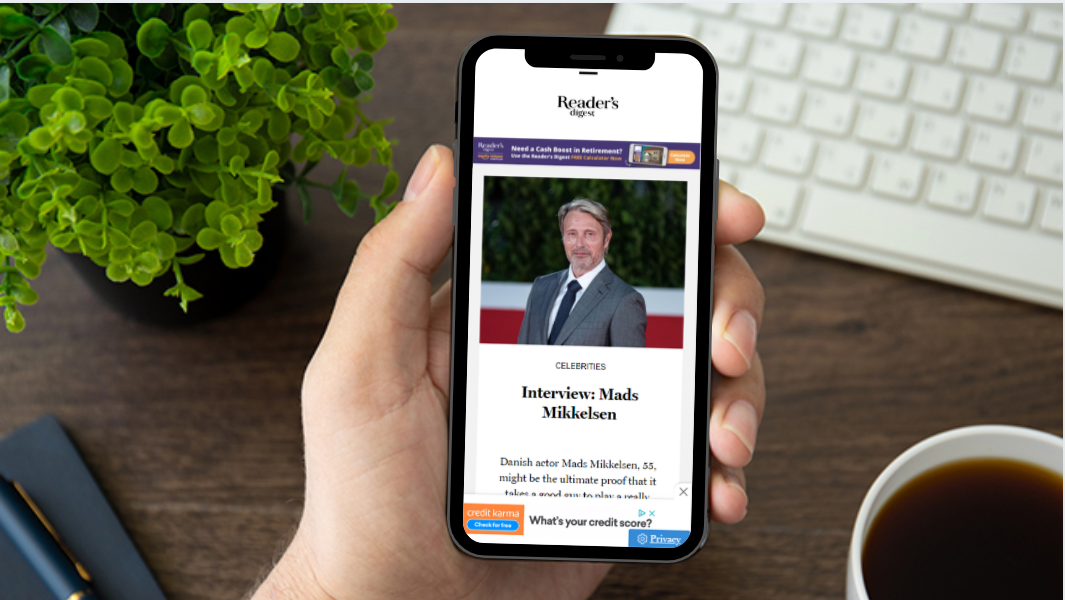 Reader's
digest
Reader's
digest
Need a Cash Boost in Retirement?
Use the Reader's Digest FREE Calculator Now
CELEBRITIES
Interview: Mads
Mikkelsen
Danish actor Mads Mikkelsen, 55,
might be the ultimate proof that it
takes a good guy to play a really
credit karma
Check for free
What's your credit score?
Privacy